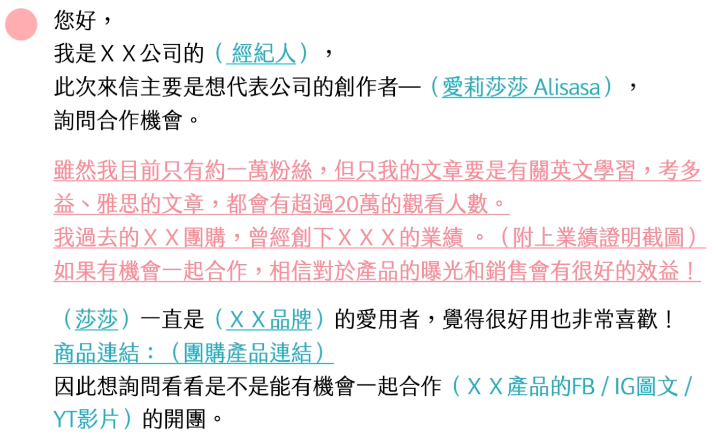 您好，
我是ＸＸ公司的（ 經紀人），
此次來信主要是想代表公司的創作者—（愛莉莎莎 Alisasa），
詢問合作機會。
雖然我目前只有約一萬粉絲，但只我的文章要是有關英文學習，考多
益、雅思的文章，都會有超過20萬的觀看人數。
我過去的ＸＸ團購，曾經創下ＸＸＸ的業績 。（附上業績證明截圖）
如果有機會一起合作，相信對於產品的曝光和銷售會有很好的效益！
（莎莎）一直是（ＸＸ品牌）的愛用者，覺得很好用也非常喜歡！
商品連結：（團購產品連結）
因此想詢問看看是不是能有機會一起合作（ＸＸ產品的FB / IG圖文 /
YT影片）的開團。